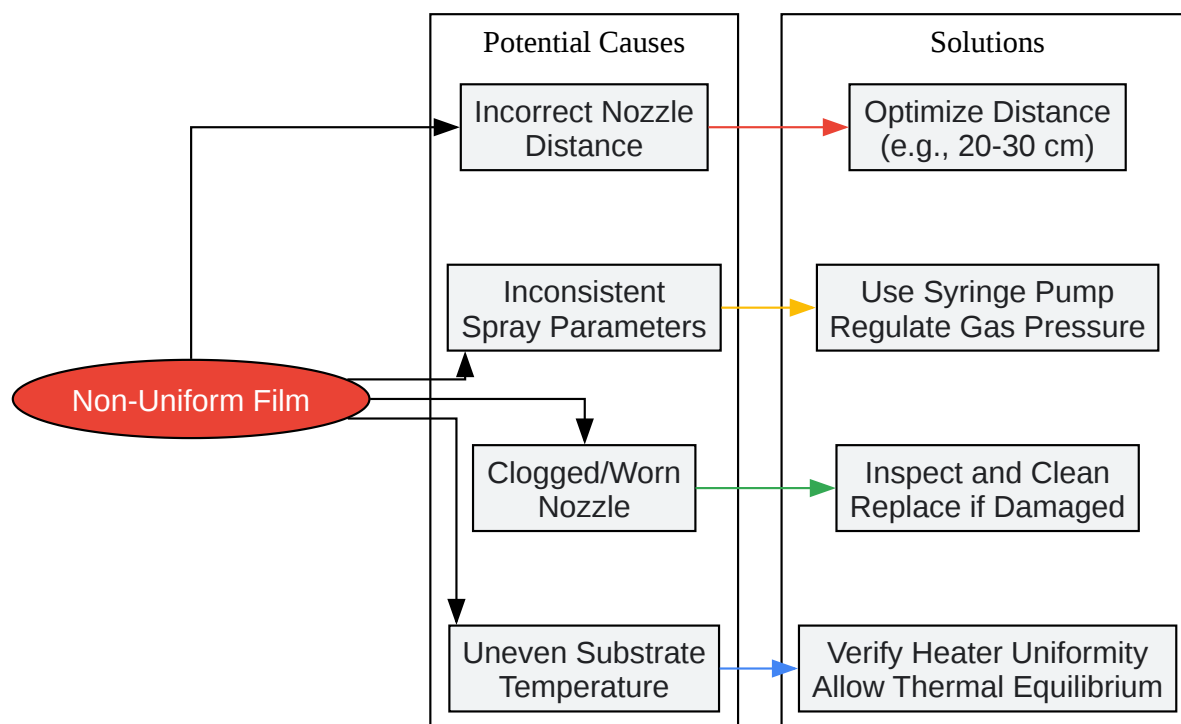 Potential Causes
Solutions
Incorrect Nozzle
Distance
Optimize Distance
(e.g., 20-30 cm)
Inconsistent
Spray Parameters
Use Syringe Pump
Regulate Gas Pressure
Non-Uniform Film
Clogged/Worn
Nozzle
Inspect and Clean
Replace if Damaged
Uneven Substrate
Temperature
Verify Heater Uniformity
Allow Thermal Equilibrium